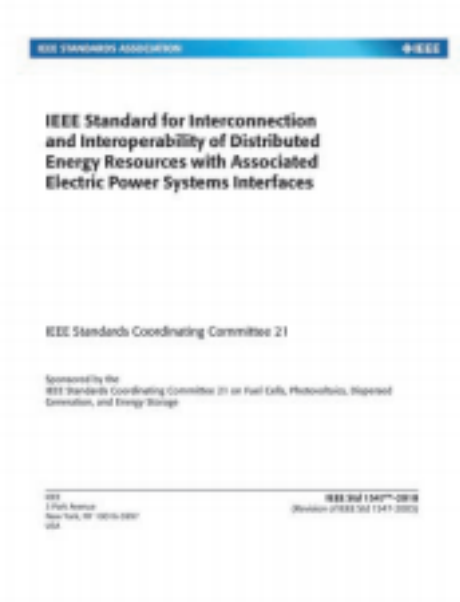 IEEE STANDARDS ASSOCIATION
IEEE
IEEE Standard for Interconnection
and Interoperability of Distributed
Energy Resources with Associated
Electric Power Systems Interfaces
IEEE Standards Coordinating Committee 21
Sponsored by the
IEEE Standards Coordinating Committee 21 on Fuel Cells, Photovoltaics, Dispersed
Generation, and Energy Storage
IEEE
3 Park Avenue
New York, NY 10016-5997
USA
IEEE Std 1547™-2018
(Revision of IEEE Std 1547-2003)